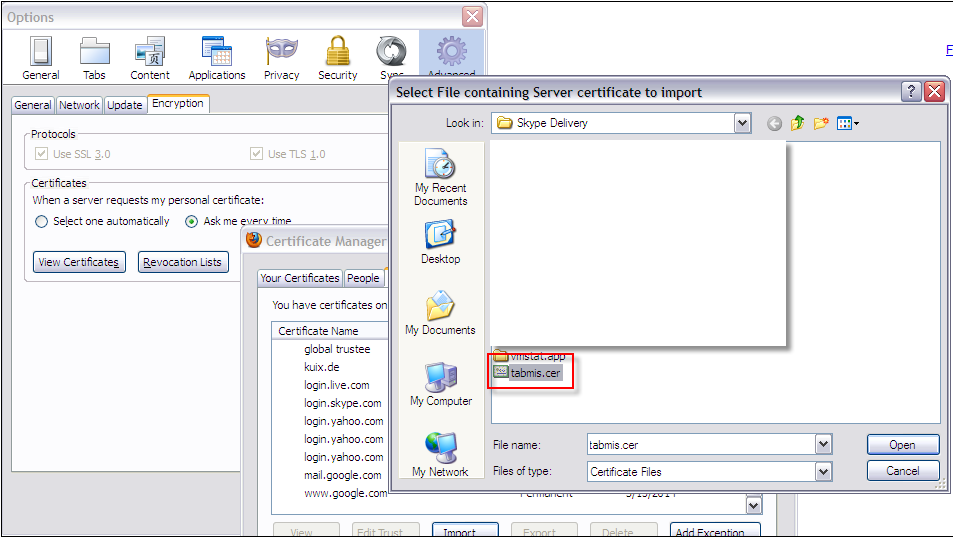 Options
General Tabs Content Applications Privacy Security Sync Advanced
F
General Network Update Encryption
Protocols
Use SSL 3.0 Use TLS 1.0
Certificates
When a server requests my personal certificate:
Select one automatically Ask me every time
View Certificates Revocation Lists
Certificate Manager
Your Certificates People
You have certificates on
Certificate Name
global trustee
kuix.de
login.live.com
login.skype.com
login.yahoo.com
login.yahoo.com
login.yahoo.com
mail.google.com
www.google.com Permanent
View Edit Trust Import Export Delete Add Exception
Select File containing Server certificate to import
Look in: Skype Delivery
My Recent
Documents
Desktop
My Documents
My Computer
My Network
vmstat.app
tabmis.cer
File name: tabmis.cer Open
Files of type: Certificate Files Cancel